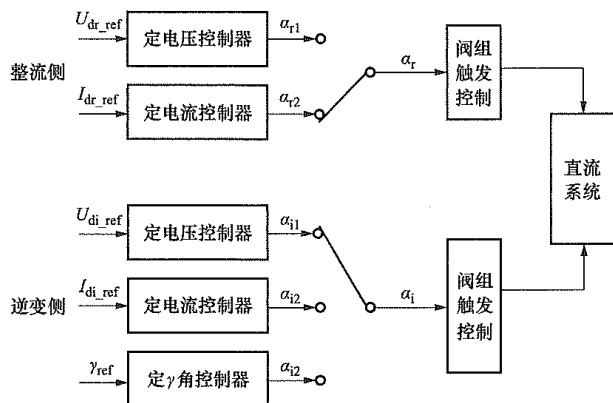 U_dr_ref
定电压控制器
α_r1
整流侧
I_dr_ref
定电流控制器
α_r2
α_r
阀组
触发
控制
直流
系统
U_di_ref
定电压控制器
α_i1
逆变侧
I_di_ref
定电流控制器
α_i2
α_i
阀组
触发
控制
γ_ref
定γ角控制器
α_i2